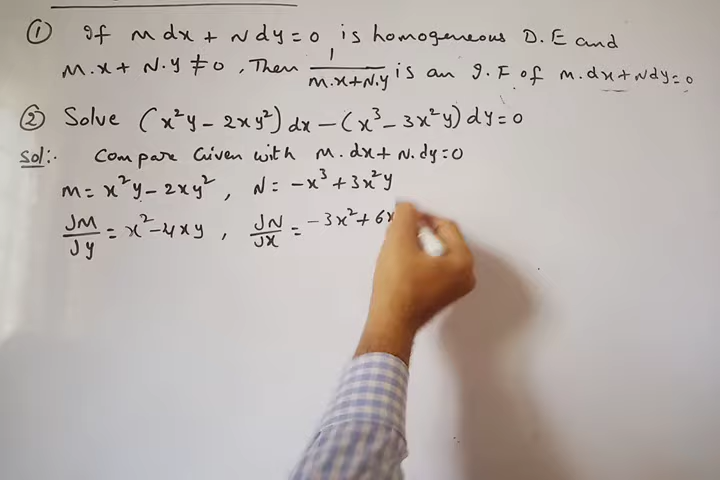 ① If M dx + N dy = 0 is homogeneous D.E and
M.x + N.y ≠ 0, Then 1/(M.x+N.y) is an I.F of M.dx+Ndy=0
② Solve (x²y - 2xy²) dx - (x³ - 3x²y) dy = 0
Sol:. Compare Given with M.dx + N.dy = 0
M = x²y - 2xy², N = -x³ + 3x²y
∂M/∂y = x² - 4xy, ∂N/∂x = -3x² + 6x